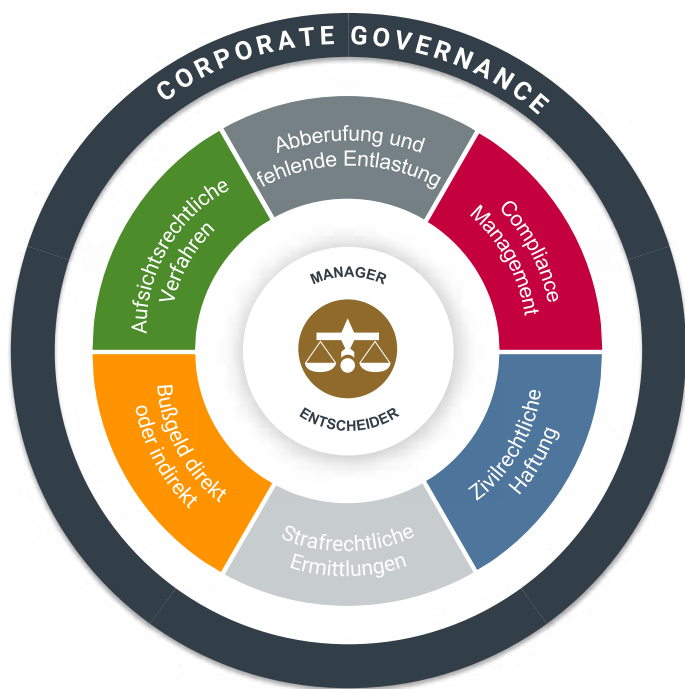 CORPORATE GOVERNANCE
Abberufung und
fehlende Entlastung
Compliance
Management
Zivilrechtliche
Haftung
Strafrechtliche
Ermittlungen
Bußgeld direkt
oder indirekt
Aufsichtsrechtliche
Verfahren
MANAGER
ENTSCHEIDER